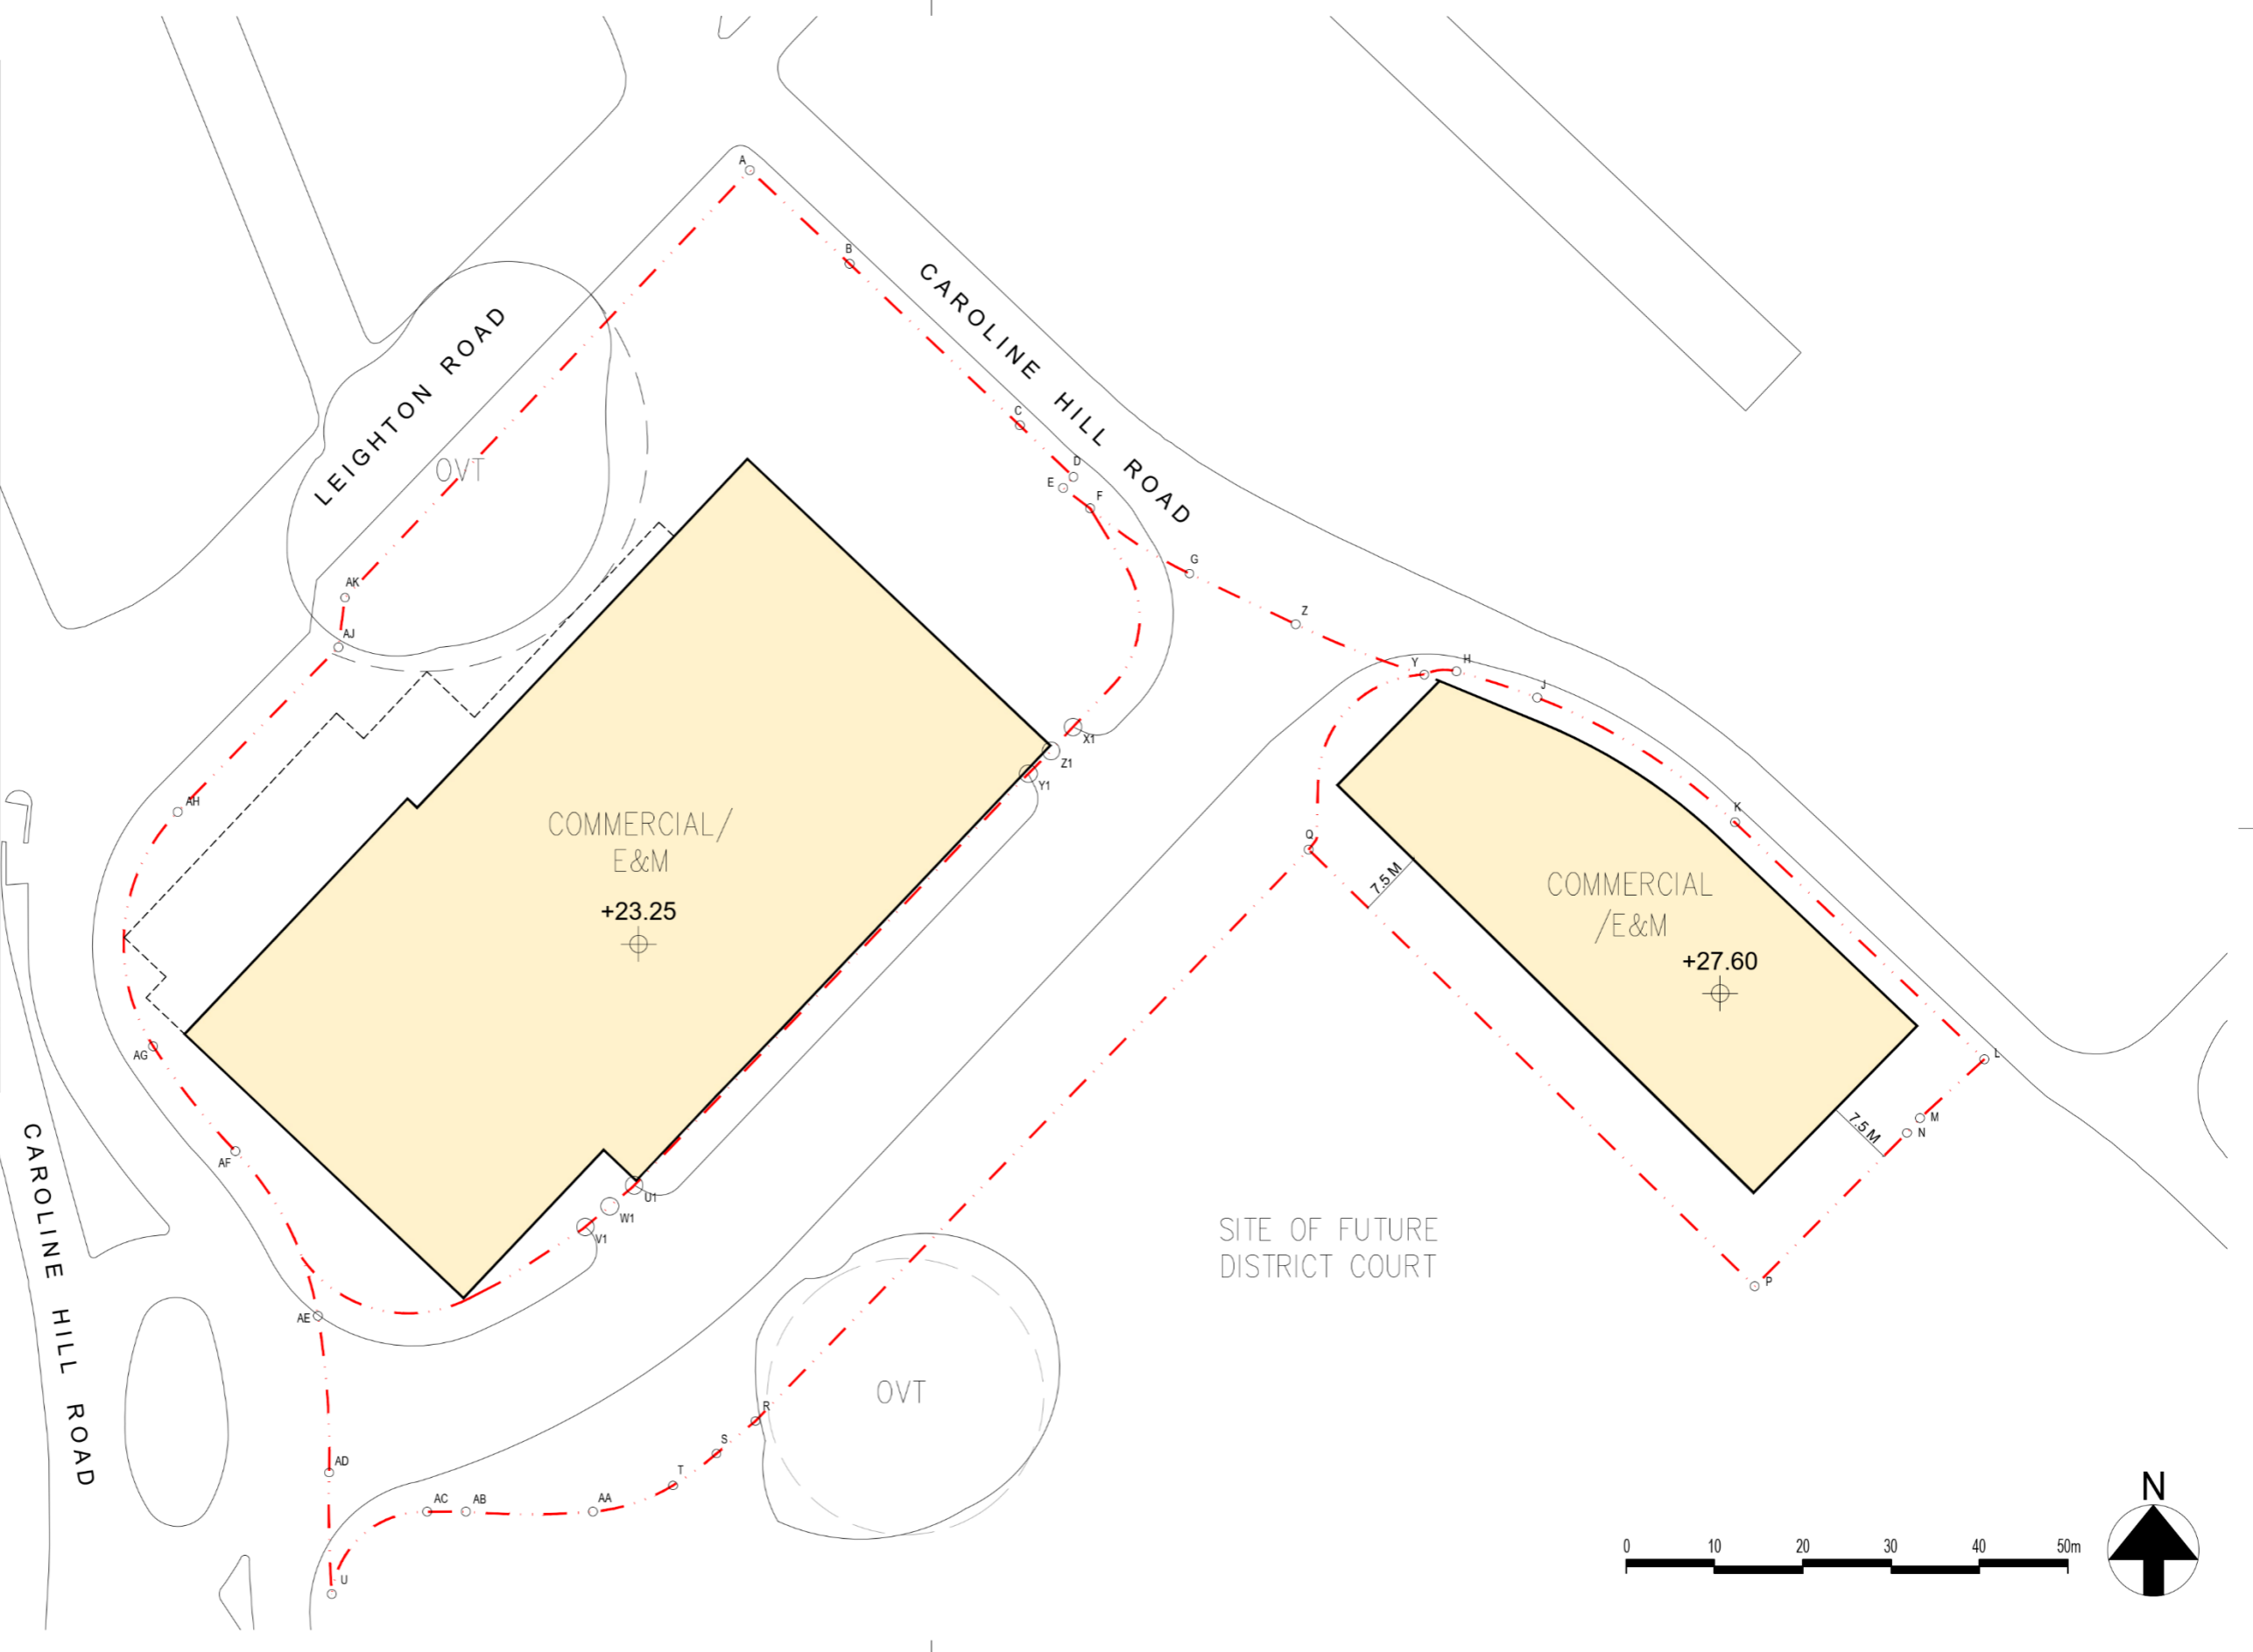 A
B
CAROLINE HILL ROAD
LEIGHTON ROAD
C
OVT
D
E
F
G
AK
Z
AJ
Y
H
J
X1
Z1
Y1
AH
K
COMMERCIAL/
E&M
+23.25
Q
7.5 M
COMMERCIAL
/E&M
+27.60
AG
L
M
N
7.5 M
CAROLINE HILL ROAD
AF
U1
W1
V1
SITE OF FUTURE
DISTRICT COURT
P
AE
OVT
R
S
AD
T
AC
AB
AA
U
0 10 20 30 40 50m
N